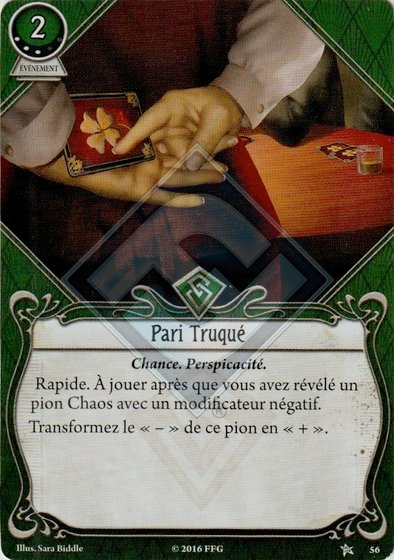 2
ÉVÉNEMENT
Pari Truqué
Chance. Perspicacité.
Rapide. À jouer après que vous avez révélé un
pion Chaos avec un modificateur négatif.
Transformez le « – » de ce pion en « + ».
®
Illus. Sara Biddle
© 2016 FFG
56